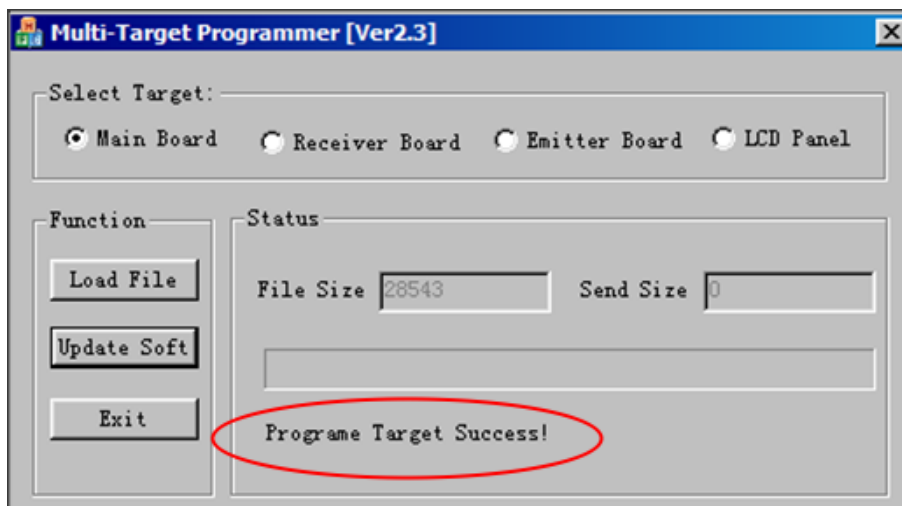 Multi-Target Programmer [Ver2.3]
Select Target:
Main Board Receiver Board Emitter Board LCD Panel
Function
Load File
Update Soft
Exit
Status
File Size 28543 Send Size 0
Programe Target Success!